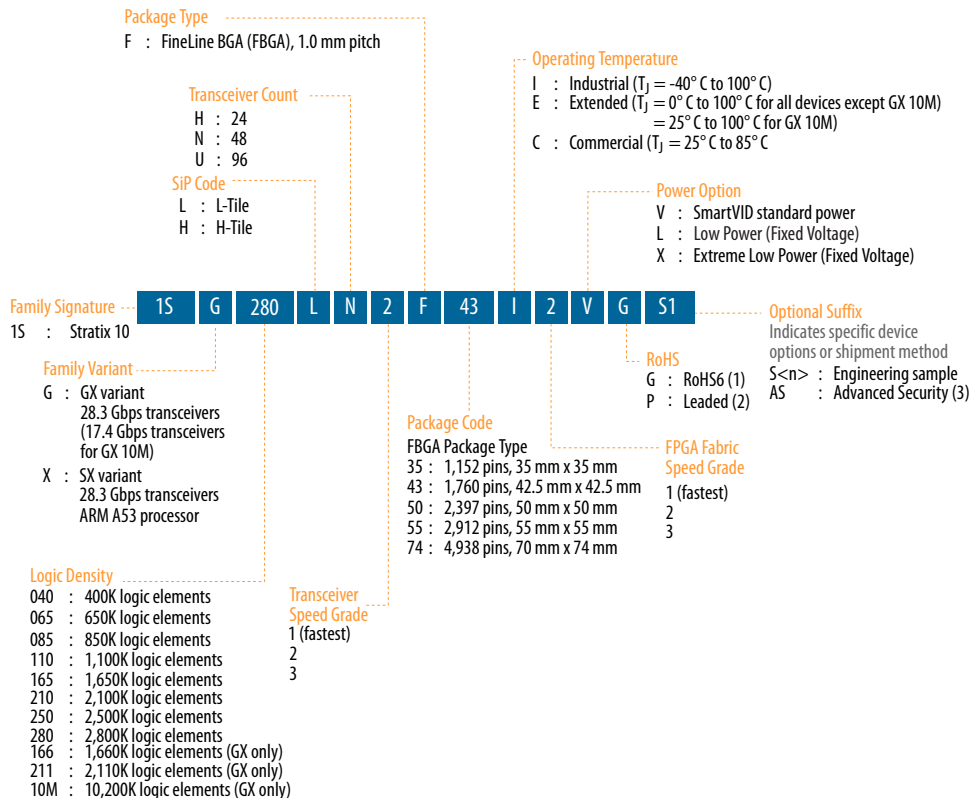 Package Type
F : FineLine BGA (FBGA), 1.0 mm pitch
Transceiver Count
H : 24
N : 48
U : 96
SiP Code
L : L-Tile
H : H-Tile
Operating Temperature
I : Industrial (TJ = -40° C to 100° C)
E : Extended (TJ = 0° C to 100° C for all devices except GX 10M)
= 25° C to 100° C for GX 10M)
C : Commercial (TJ = 25° C to 85° C
Power Option
V : SmartVID standard power
L : Low Power (Fixed Voltage)
X : Extreme Low Power (Fixed Voltage)
Family Signature
1S : Stratix 10
1S G 280 L N 2 F 43 I 2 V G S1
Optional Suffix
Indicates specific device
options or shipment method
S<n> : Engineering sample
AS : Advanced Security (3)
Family Variant
G : GX variant
28.3 Gbps transceivers
(17.4 Gbps transceivers
for GX 10M)
X : SX variant
28.3 Gbps transceivers
ARM A53 processor
RoHS
G : RoHS6 (1)
P : Leaded (2)
Package Code
FBGA Package Type
35 : 1,152 pins, 35 mm x 35 mm
43 : 1,760 pins, 42.5 mm x 42.5 mm
50 : 2,397 pins, 50 mm x 50 mm
55 : 2,912 pins, 55 mm x 55 mm
74 : 4,938 pins, 70 mm x 74 mm
FPGA Fabric
Speed Grade
1 (fastest)
2
3
Logic Density
040 : 400K logic elements
065 : 650K logic elements
085 : 850K logic elements
110 : 1,100K logic elements
165 : 1,650K logic elements
210 : 2,100K logic elements
250 : 2,500K logic elements
280 : 2,800K logic elements
166 : 1,660K logic elements (GX only)
211 : 2,110K logic elements (GX only)
10M : 10,200K logic elements (GX only)
Transceiver
Speed Grade
1 (fastest)
2
3